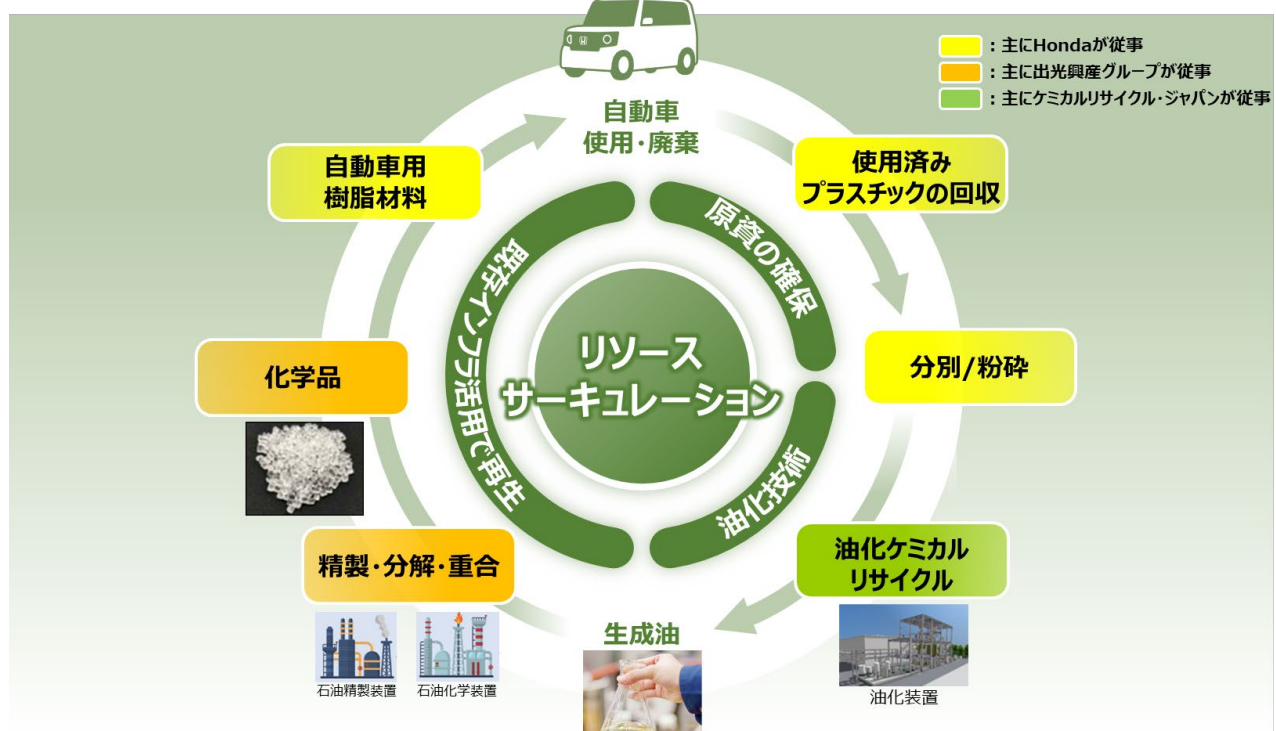 ：主にHondaが従事
：主に出光興産グループが従事
：主にケミカルリサイクル・ジャパンが従事
自動車
使用・廃棄
使用済み
プラスチックの回収
分別/粉砕
油化ケミカル
リサイクル
油化装置
生成油
精製・分解・重合
石油精製装置
石油化学装置
化学品
自動車用
樹脂材料
原資の確保
油化技術
既存インフラ活用で再生
リソース
サーキュレーション